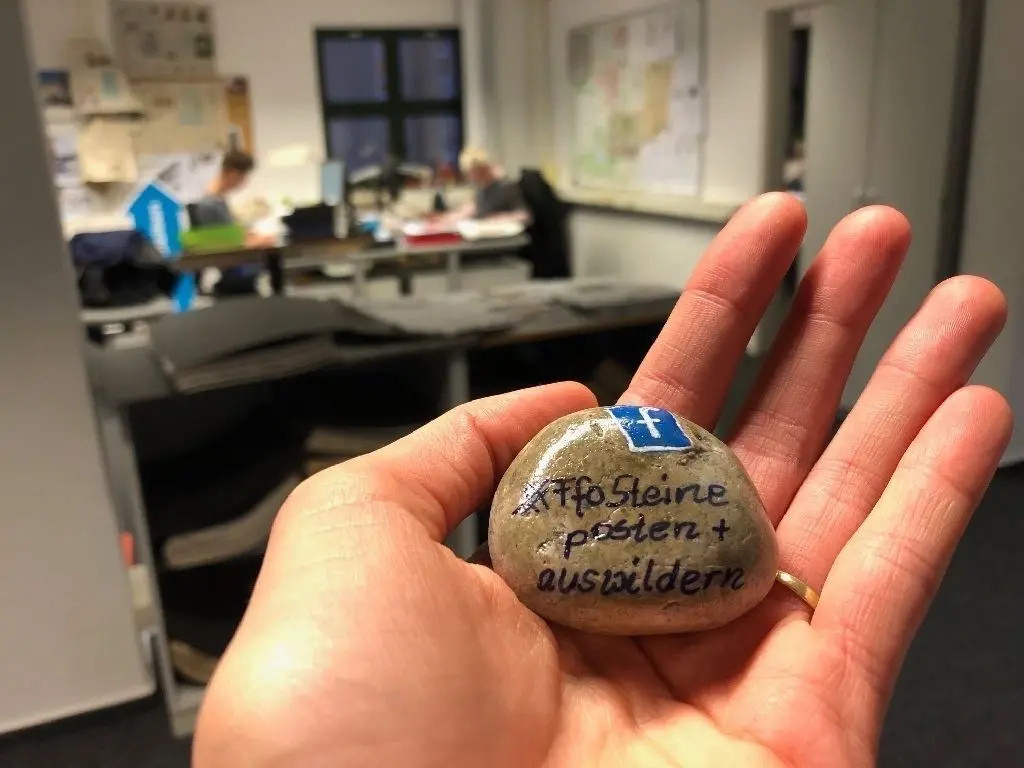 f
#FfoSteine
posten +
auswildern